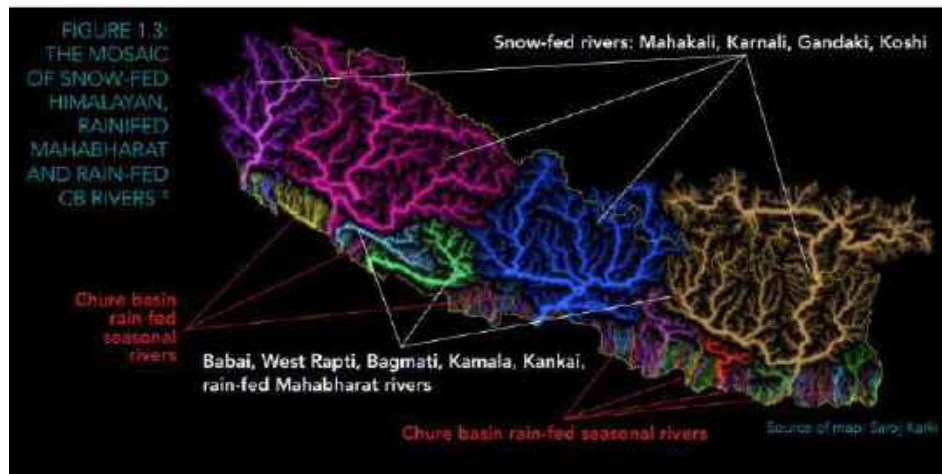 FIGURE 1.3:
THE MOSAIC
OF SNOW-FED
HIMALAYAN,
RAINIFED
MAHABHARAT
AND RAIN-FED
CB RIVERS
Snow-fed rivers: Mahakali, Karnali, Gandaki, Koshi
Chure basin
rain-fed
seasonal
rivers
Babai, West Rapti, Bagmati, Kamala, Kankai,
rain-fed Mahabharat rivers
Chure basin rain-fed seasonal rivers
Source of map: Saroj Karki